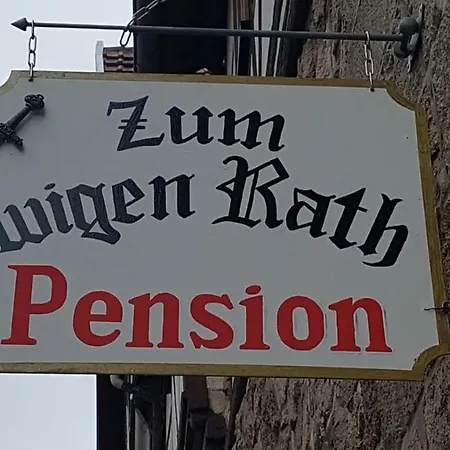 Zum
wigen Rath
Pension